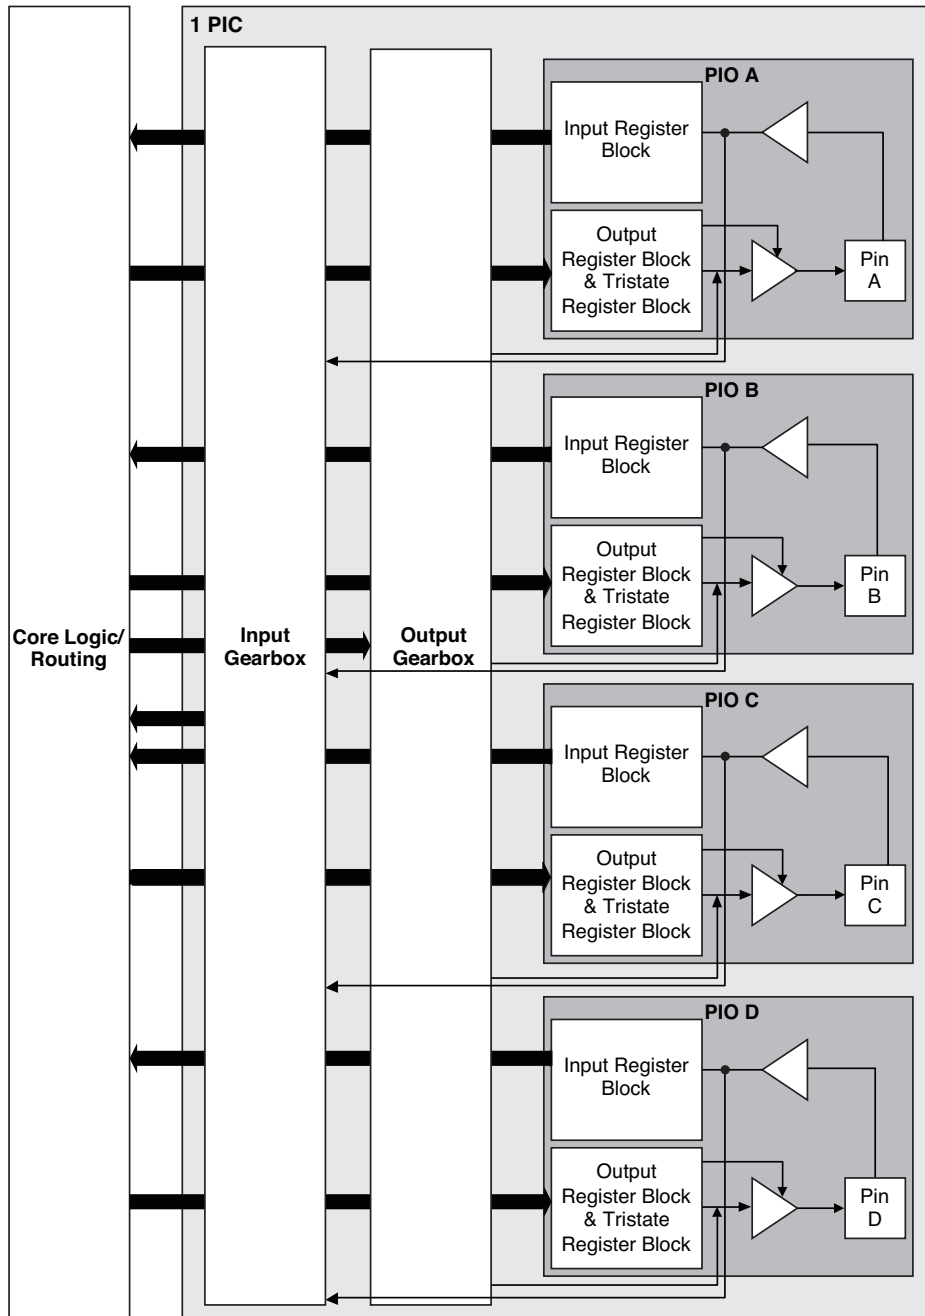 1 PIC
PIO A
Input Register
Block
Output
Register Block
& Tristate
Register Block
Pin
A
PIO B
Input Register
Block
Output
Register Block
& Tristate
Register Block
Pin
B
Core Logic/
Routing
Input
Gearbox
Output
Gearbox
PIO C
Input Register
Block
Output
Register Block
& Tristate
Register Block
Pin
C
PIO D
Input Register
Block
Output
Register Block
& Tristate
Register Block
Pin
D